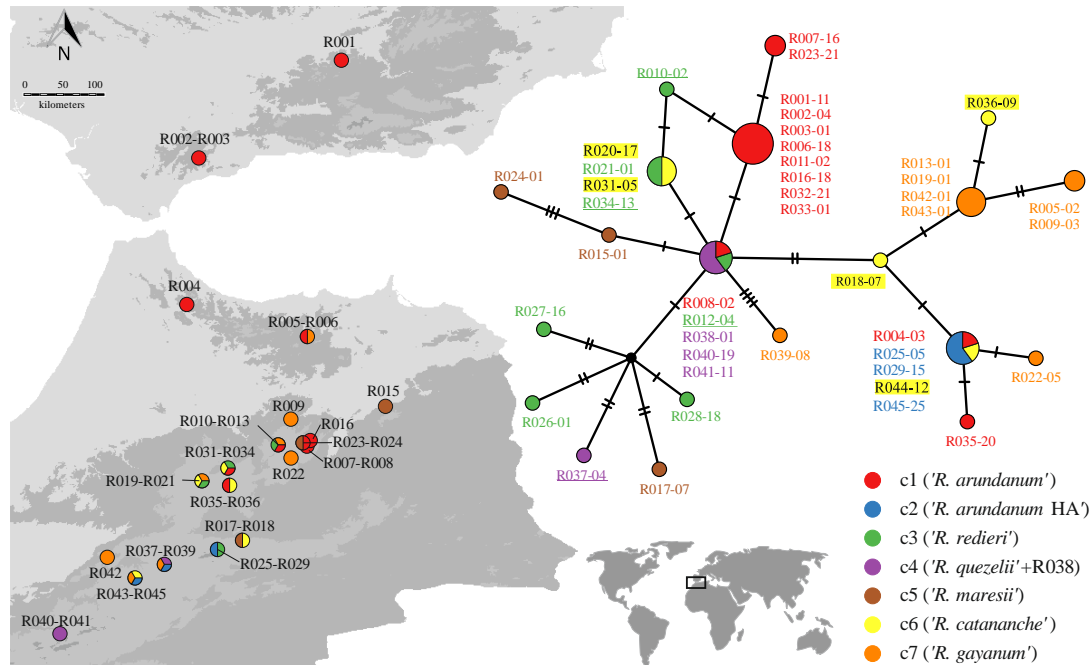 N
0 50 100
kilometers
R001
R002-R003
R004
R005-R006
R015
R009
R010-R013
R016
R023-R024
R007-R008
R022
R031-R034
R019-R021
R035-R036
R017-R018
R025-R029
R037-R039
R042
R043-R045
R040-R041
R007-16
R023-21
R010-02
R001-11
R002-04
R003-01
R006-18
R011-02
R016-18
R032-21
R033-01
R020-17
R021-01
R031-05
R034-13
R024-01
R015-01
R036-09
R013-01
R019-01
R042-01
R043-01
R005-02
R009-03
R018-07
R008-02
R012-04
R038-01
R040-19
R041-11
R039-08
R004-03
R025-05
R029-15
R044-12
R045-25
R022-05
R035-20
R027-16
R026-01
R028-18
R037-04
R017-07
c1 ('R. arundanum')
c2 ('R. arundanum HA')
c3 ('R. redieri')
c4 ('R. quezelii'+R038)
c5 ('R. maresii')
c6 ('R. catananche')
c7 ('R. gayanum')